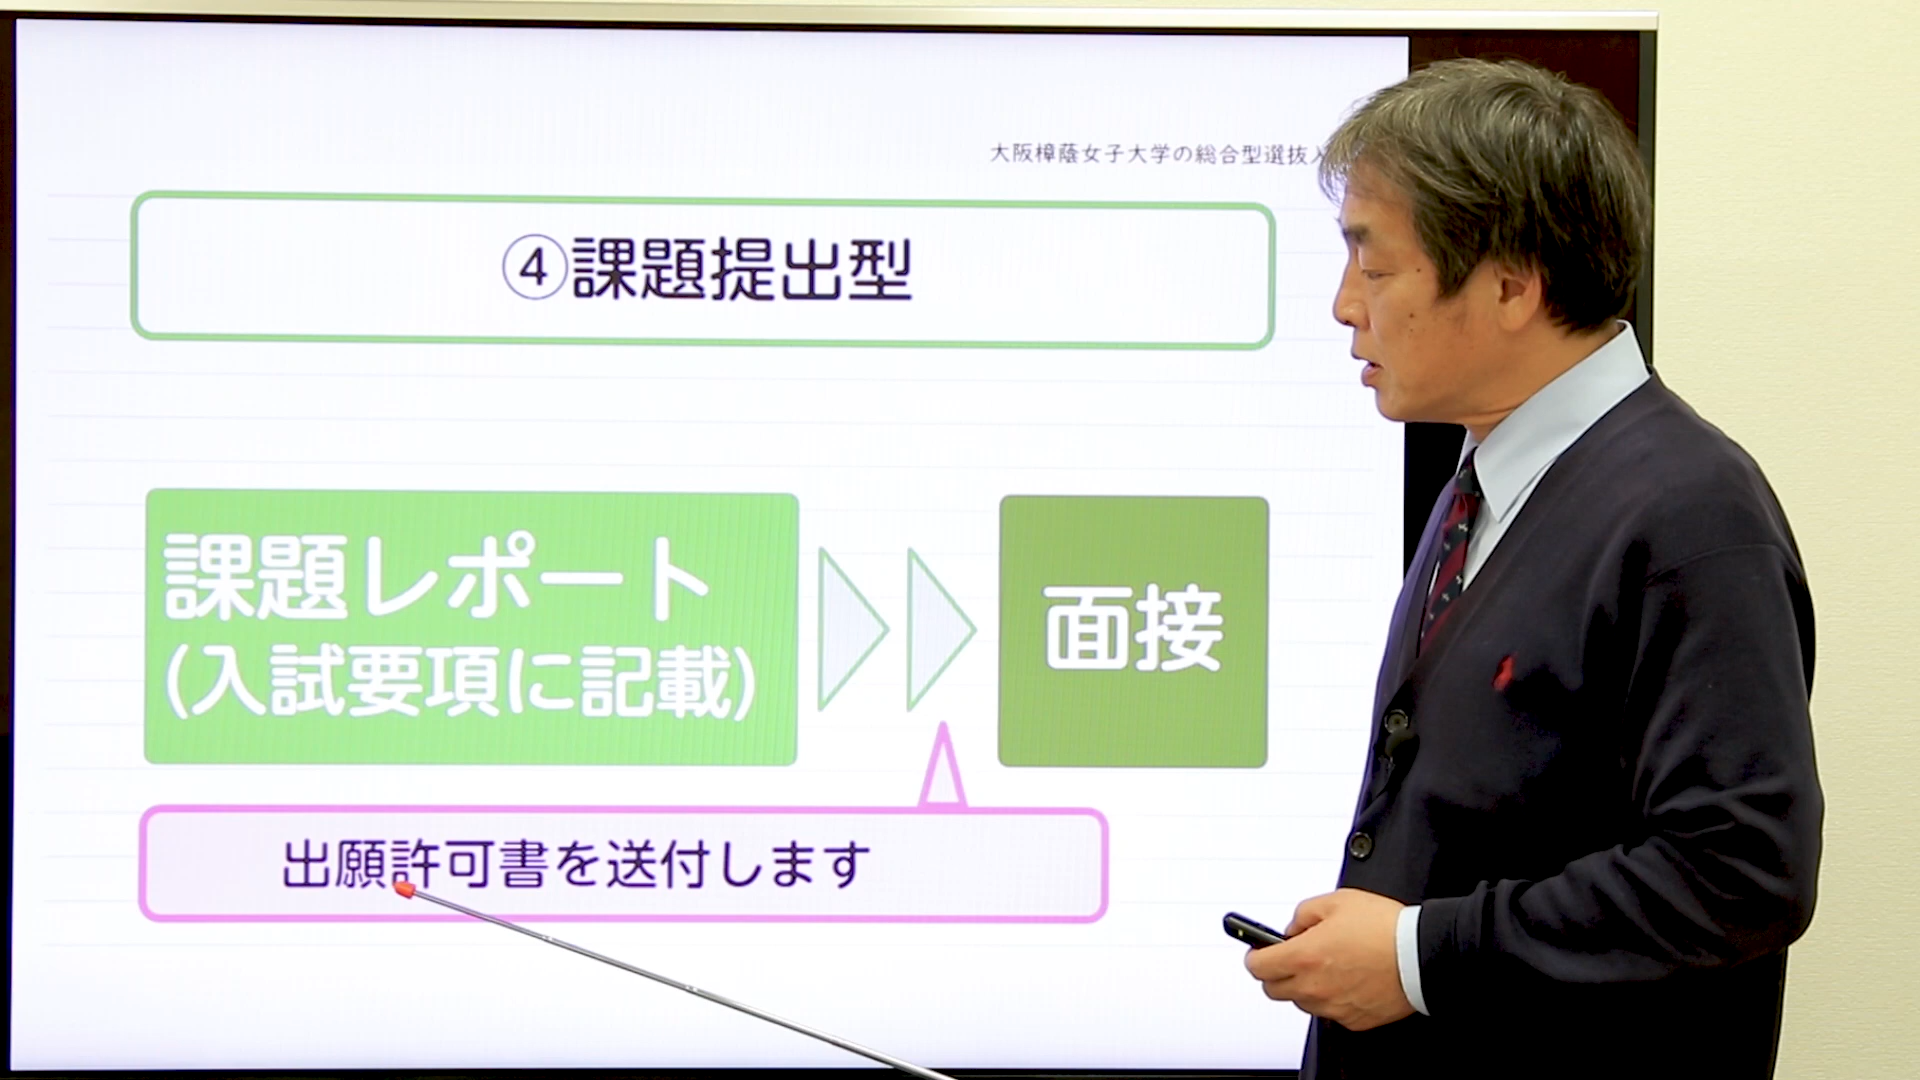 大阪樟蔭女子大学の総合型選抜入
④課題提出型
課題レポート
(入試要項に記載)
面接
出願許可書を送付します